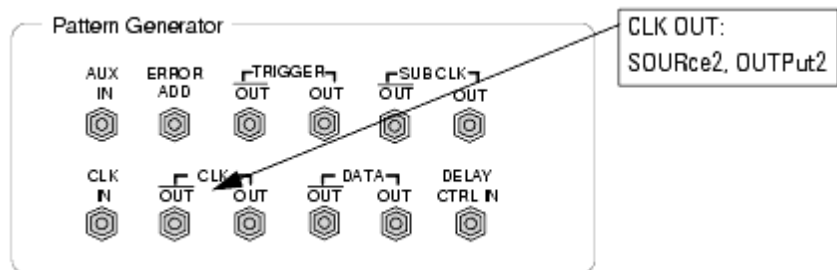 Pattern Generator
CLK OUT:
SOURce2, OUTPut2
AUX IN
ERROR ADD
TRIGGER
OUT OUT
SUBCLK
OUT OUT
CLK IN
CLK
OUT OUT
DATA
OUT OUT
DELAY CTRL IN